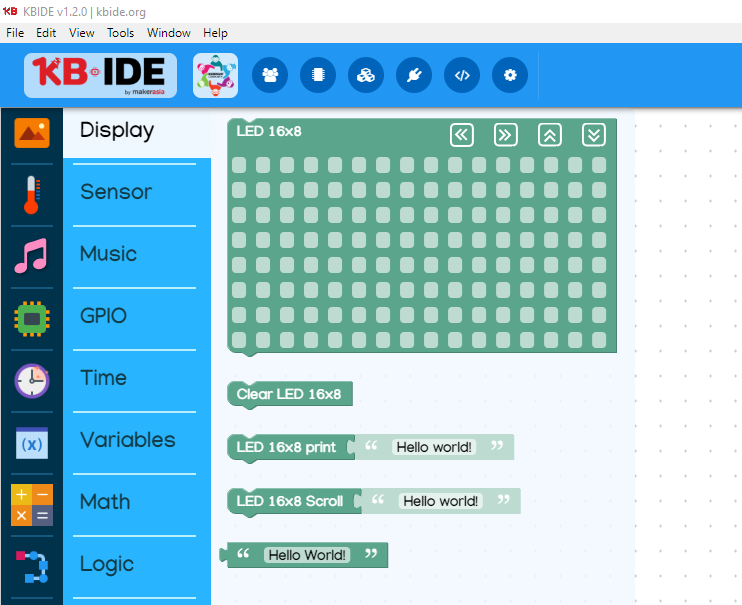 KB KBIDE v1.2.0 | kbide.org
File Edit View Tools Window Help
KB IDE
by makerasia
Display
Sensor
Music
GPIO
Time
(x) Variables
Math
Logic
LED 16x8
Clear LED 16x8
LED 16x8 print “ Hello world! ”
LED 16x8 Scroll “ Hello world! ”
“ Hello World! ”